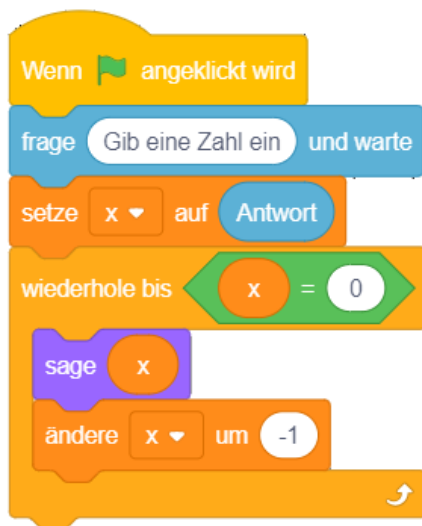 Wenn angeklickt wird
frage Gib eine Zahl ein und warte
setze x auf Antwort
wiederhole bis x = 0
sage x
ändere x um -1